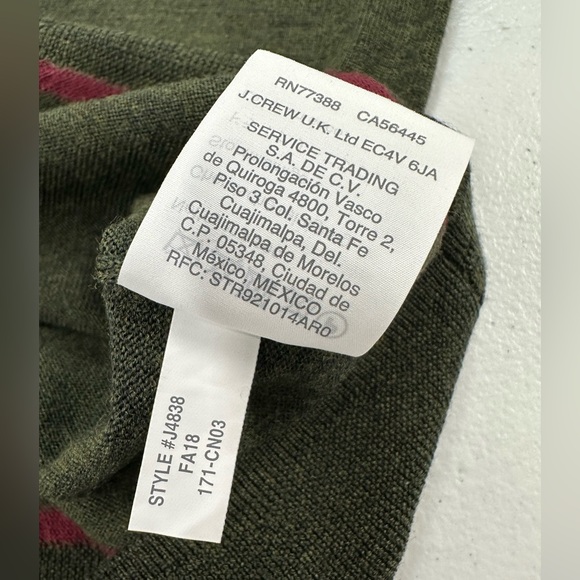 RN77388 CA56445
J.CREW U.K. Ltd EC4V 6JA
SERVICE TRADING
S.A. DE C.V.
Prolongación Vasco
de Quiroga 4800, Torre 2,
Piso 3 Col. Santa Fe
Cuajimalpa, Del.
Cuajimalpa de Morelos
C.P. 05348, Ciudad de
México, MÉXICO
RFC: STR921014AR0
STYLE #J4838
FA18
171-CN03